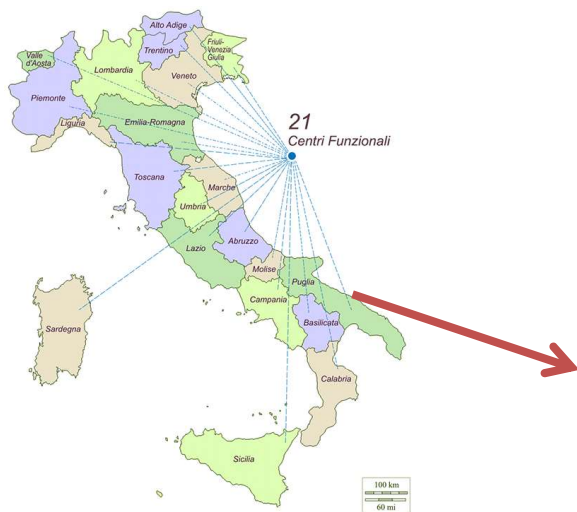 Alto Adige
Valle
d'Aosta
Trentino
Friuli-
Venezia
Giulia
Lombardia
Veneto
Piemonte
Emilia-Romagna
Liguria
21
Centri Funzionali
Toscana
Marche
Umbria
Lazio
Abruzzo
Molise
Puglia
Campania
Basilicata
Sardegna
Calabria
Sicilia
100 km
60 mi